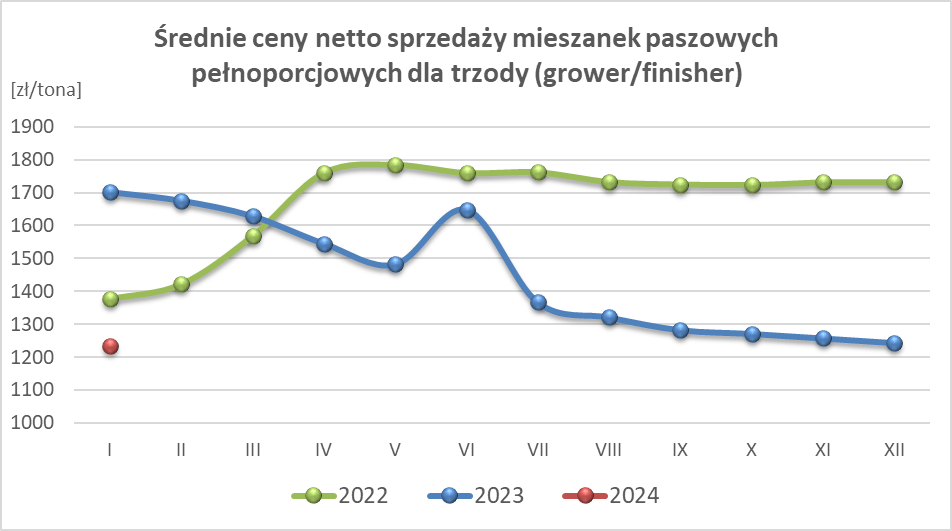 Średnie ceny netto sprzedaży mieszanek paszowych
pełnoporcjowych dla trzody (grower/finisher)
[zł/tona]
1900
1800
1700
1600
1500
1400
1300
1200
1100
1000
I II III IV V VI VII VIII IX X XI XII
2022 2023 2024